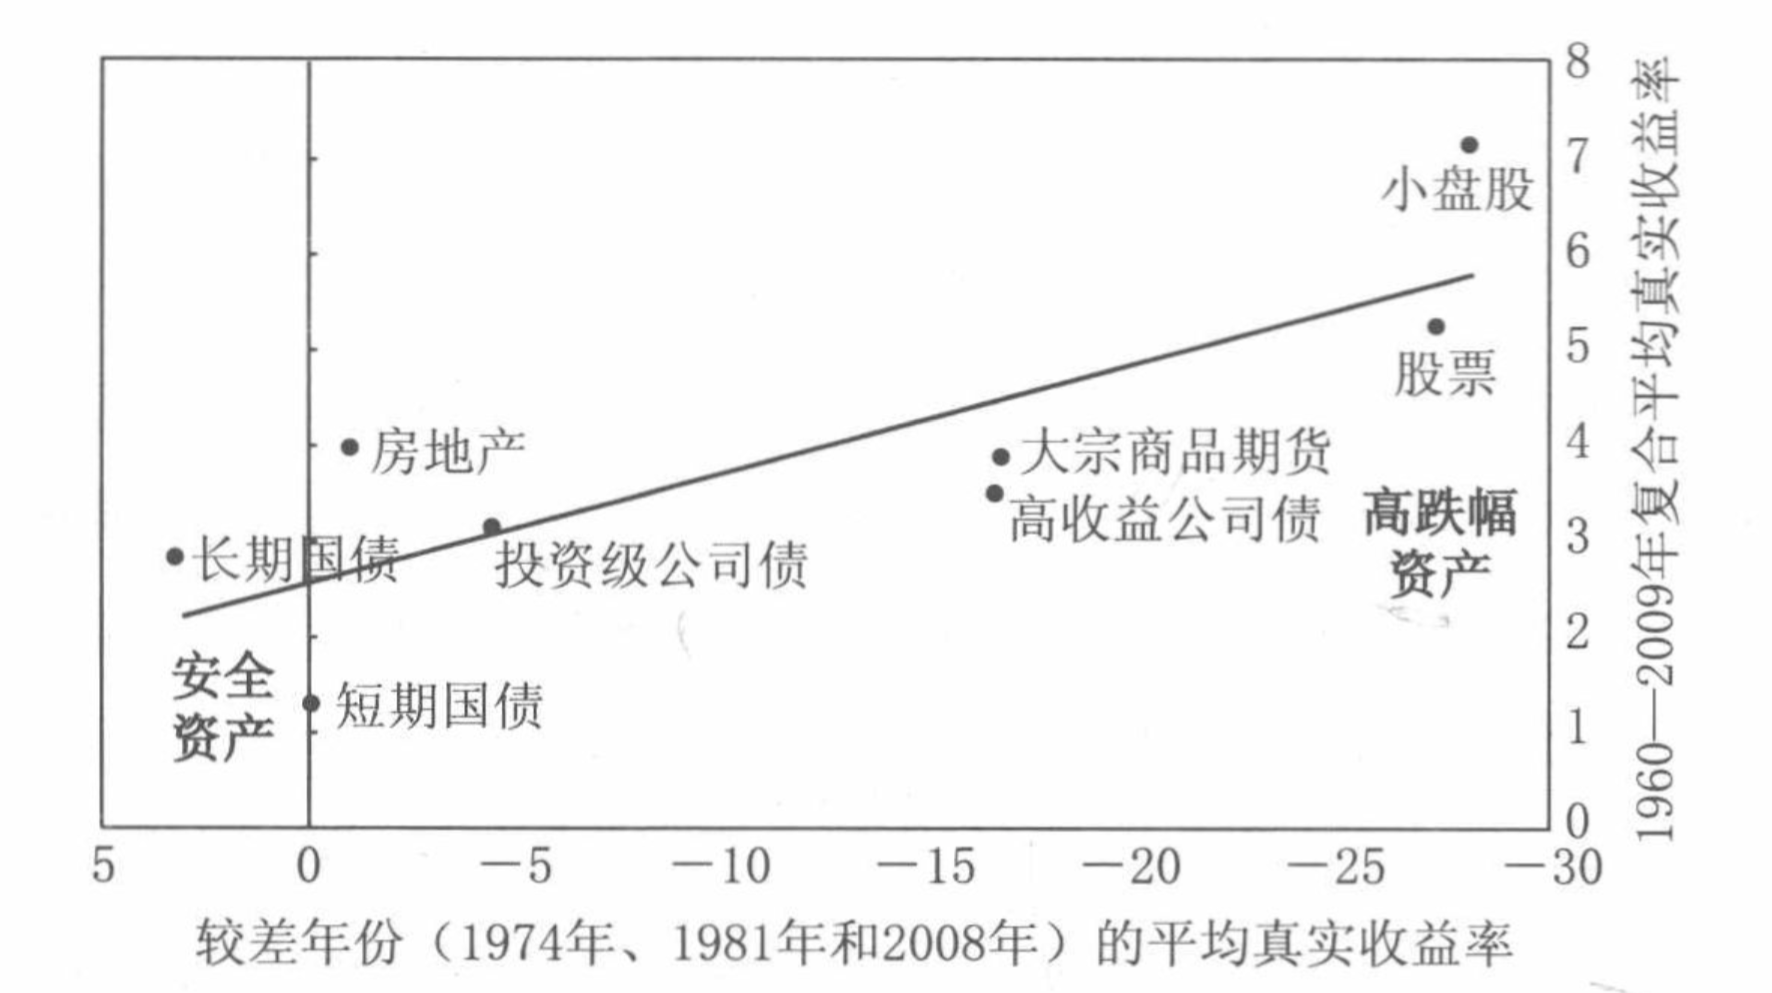 8
7
小盘股
6
5
股票
房地产
大宗商品期货
4
高收益公司债
高跌幅
资产
长期国债
投资级公司债
3
2
安全
资产
短期国债
1
0
5 0 −5 −10 −15 −20 −25 −30
较差年份（1974年、1981年和2008年）的平均真实收益率
1960—2009年复合平均真实收益率